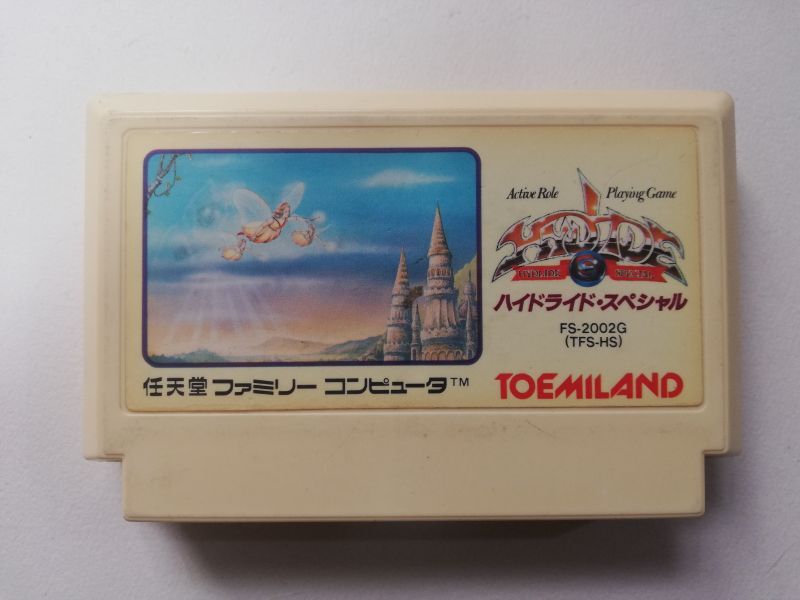 Active Role Playing Game
HYDLIDE
HYDLIDE SPECIAL
ハイドライド・スペシャル
FS-2002G
(TFS-HS)
任天堂 ファミリー コンピュータ™
TOEMILAND